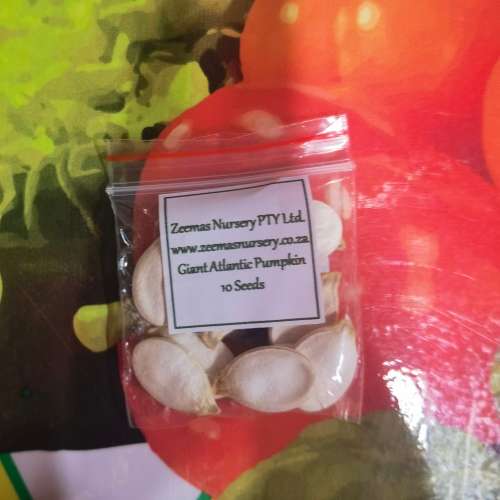 Zeemas Nursery PTY Ltd.
www.zeemasnursery.co.za
Giant Atlantic Pumpkin
10 Seeds